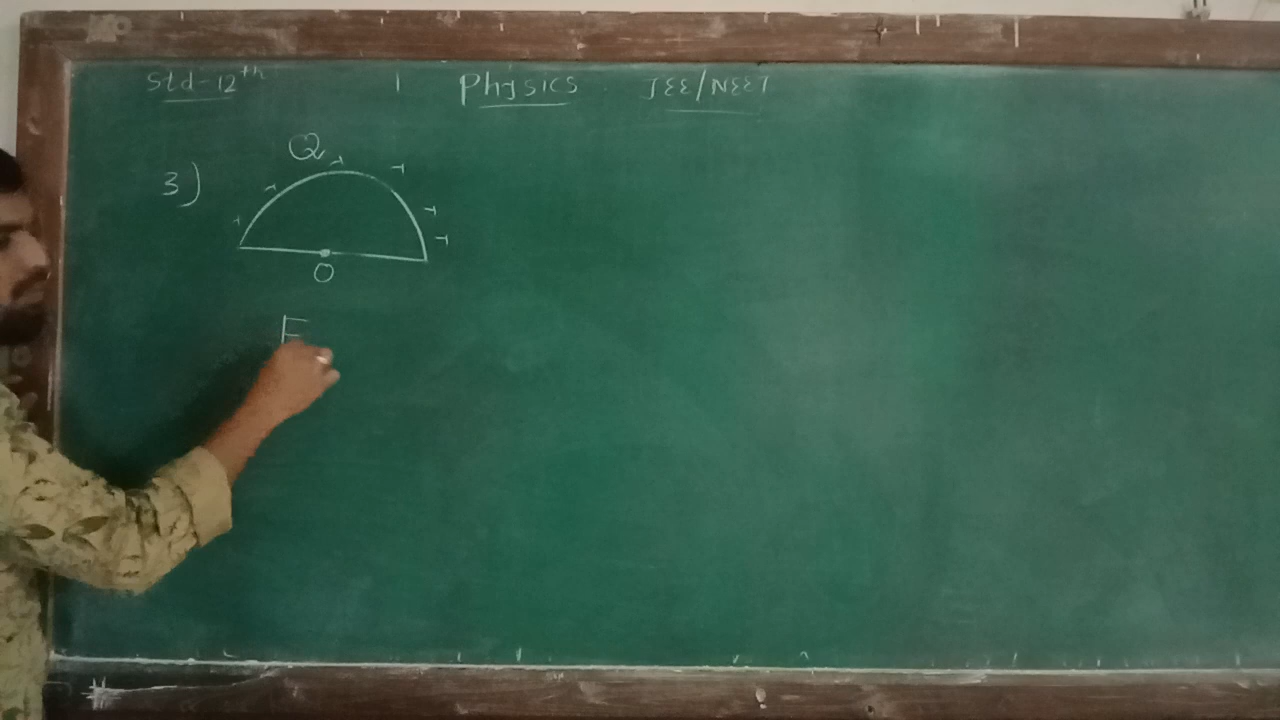 Std-12th | Physics JEE/NEET
3)
Q
+ + + + + +
O
E